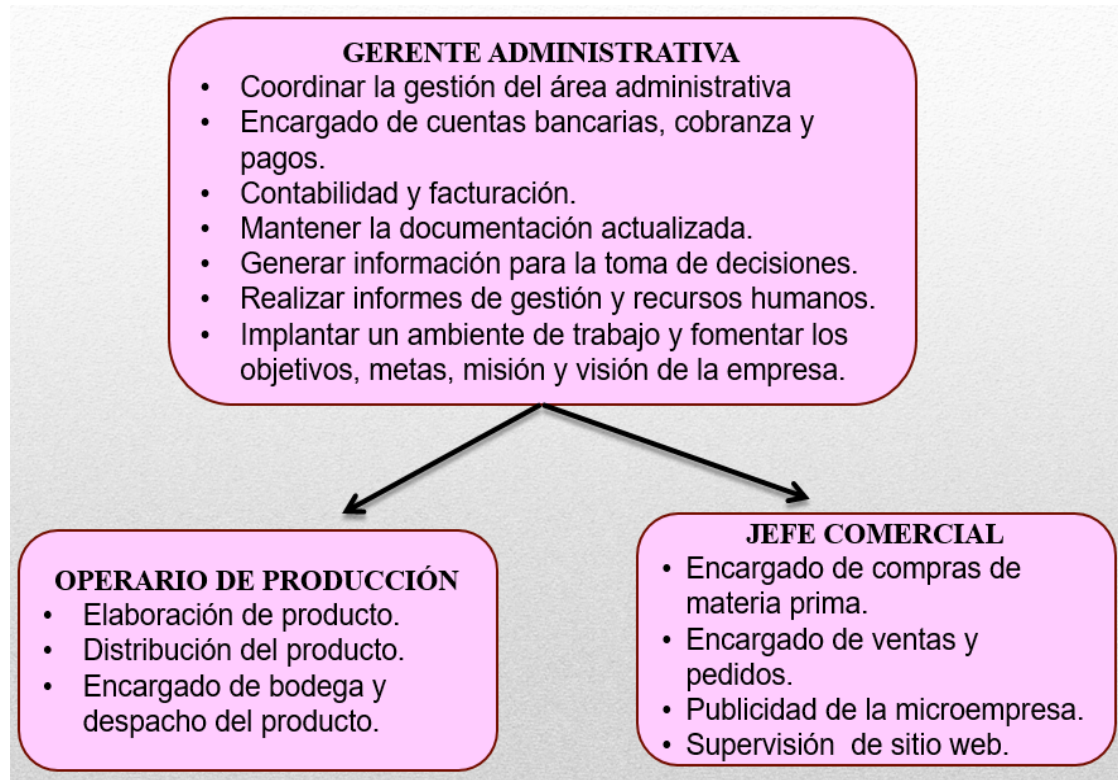 GERENTE ADMINISTRATIVA
• Coordinar la gestión del área administrativa
• Encargado de cuentas bancarias, cobranza y
pagos.
• Contabilidad y facturación.
• Mantener la documentación actualizada.
• Generar información para la toma de decisiones.
• Realizar informes de gestión y recursos humanos.
• Implantar un ambiente de trabajo y fomentar los
objetivos, metas, misión y visión de la empresa.
OPERARIO DE PRODUCCIÓN
• Elaboración de producto.
• Distribución del producto.
• Encargado de bodega y
despacho del producto.
JEFE COMERCIAL
• Encargado de compras de
materia prima.
• Encargado de ventas y
pedidos.
• Publicidad de la microempresa.
• Supervisión de sitio web.